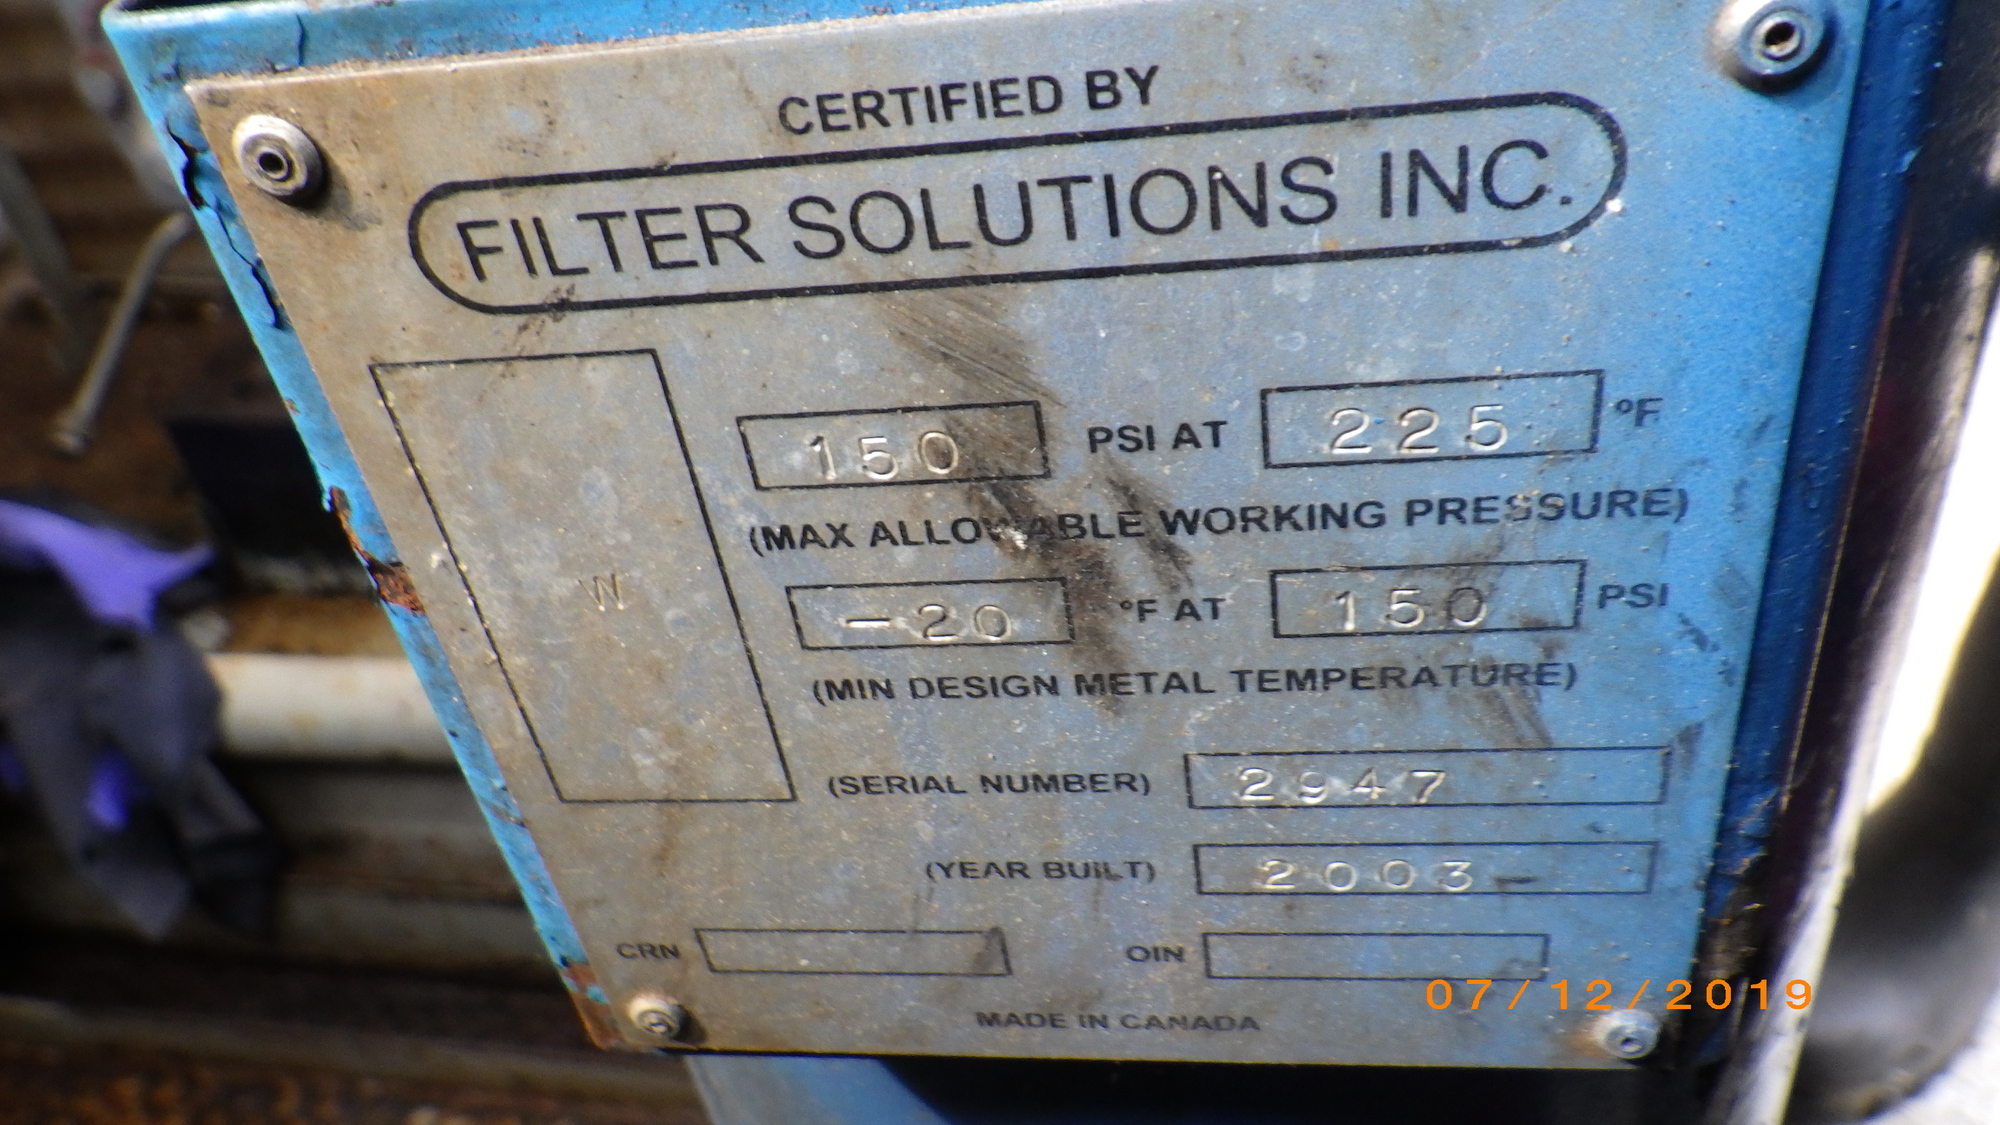 CERTIFIED BY
FILTER SOLUTIONS INC.
150 PSI AT 225 °F
(MAX ALLOWABLE WORKING PRESSURE)
W
-20 °F AT 150 PSI
(MIN DESIGN METAL TEMPERATURE)
(SERIAL NUMBER) 2947
(YEAR BUILT) 2003
CRN OIN
MADE IN CANADA
07/12/2019